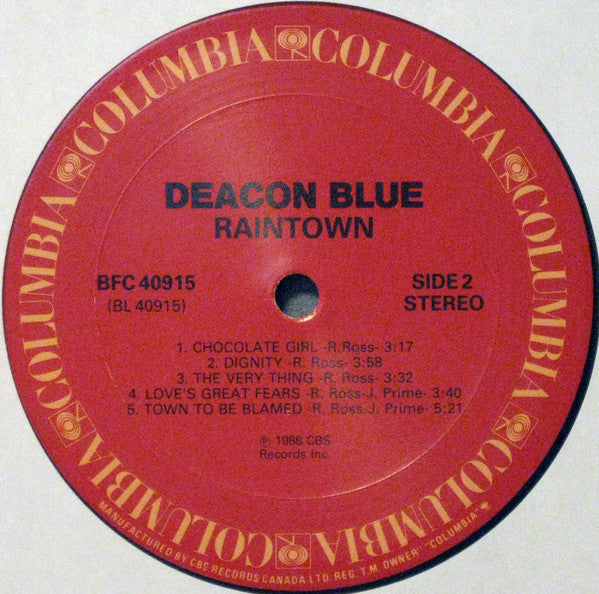 COLUMBIA COLUMBIA COLUMBIA COLUMBIA COLUMBIA COLUMBIA COLUMBIA COLUMBIA
DEACON BLUE
RAINTOWN
BFC 40915
(BL 40915)
SIDE 2
STEREO
1. CHOCOLATE GIRL -R. Ross- 3:17
2. DIGNITY -R. Ross- 3:58
3. THE VERY THING -R. Ross- 3:32
4. LOVE'S GREAT FEARS -R. Ross-J. Prime- 3:40
5. TOWN TO BE BLAMED -R. Ross-J. Prime- 5:21
℗ 1988 CBS
Records Inc.
MANUFACTURED BY CBS RECORDS CANADA LTD. REG. T.M. OWNER "COLUMBIA"